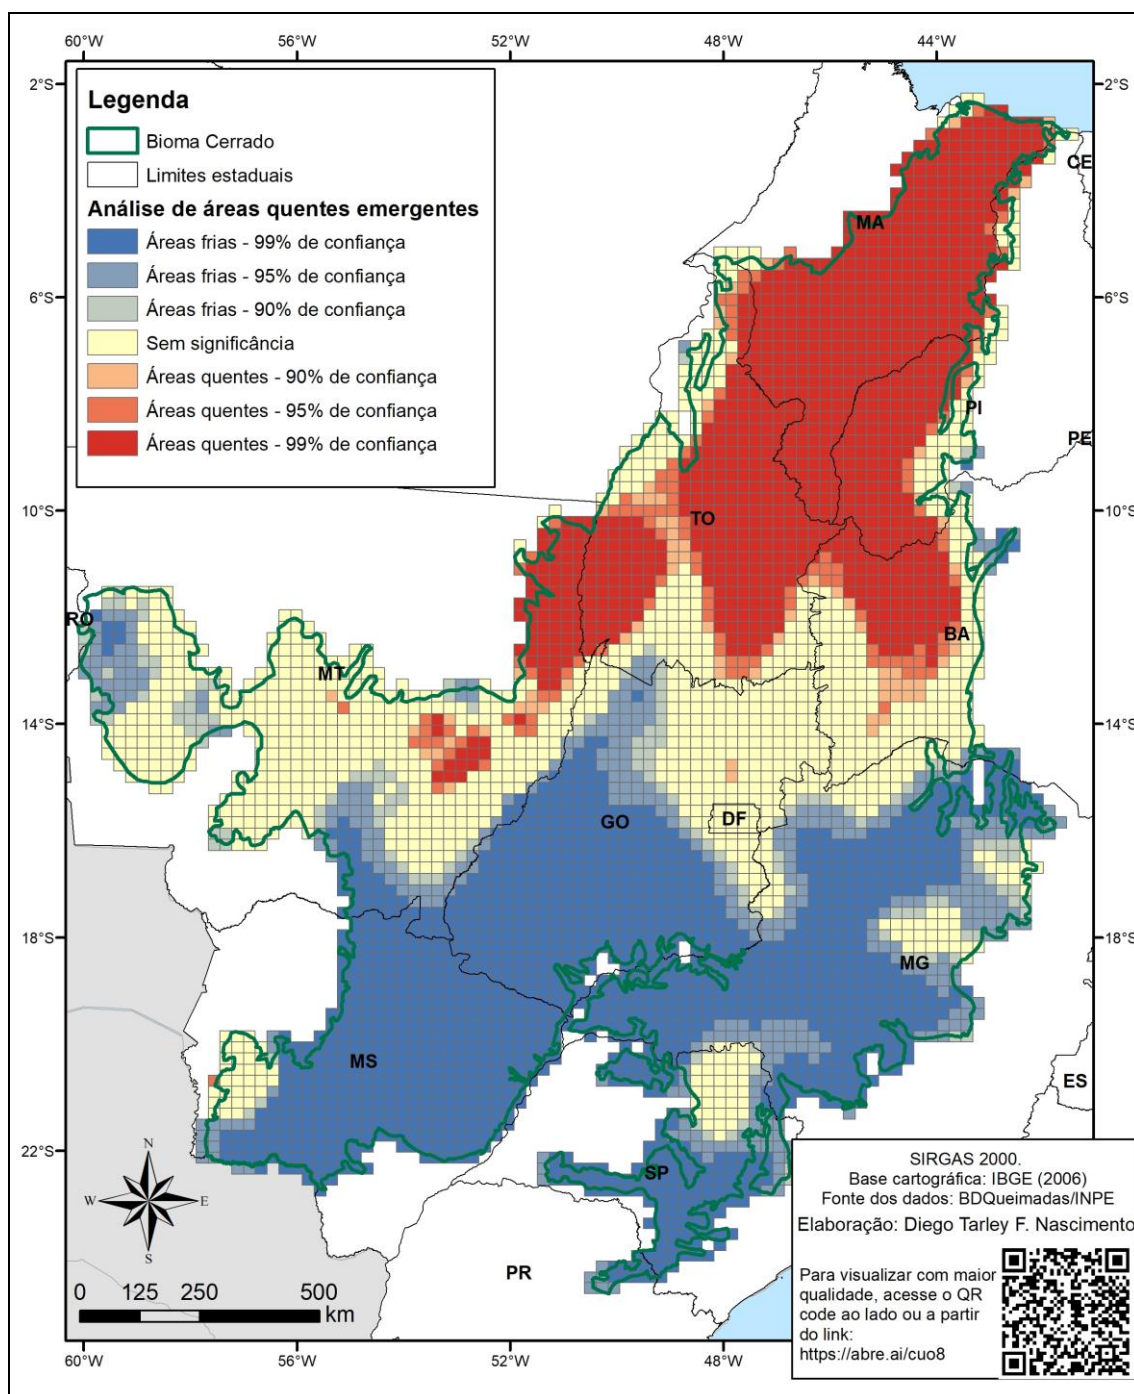 60°W 56°W 52°W 48°W 44°W
2°S 2°S
Legenda
Bioma Cerrado
Limites estaduais
Análise de áreas quentes emergentes
Áreas frias - 99% de confiança
Áreas frias - 95% de confiança
Áreas frias - 90% de confiança
Sem significância
Áreas quentes - 90% de confiança
Áreas quentes - 95% de confiança
Áreas quentes - 99% de confiança
CE
MA
6°S 6°S
PI
PE
10°S 10°S
TO
RO
BA
MT
14°S 14°S
GO DF
18°S 18°S
MG
MS
ES
22°S 22°S
SP
PR
N
W E
S
0 125 250 500
km
SIRGAS 2000.
Base cartográfica: IBGE (2006)
Fonte dos dados: BDQueimadas/INPE
Elaboração: Diego Tarley F. Nascimento
Para visualizar com maior
qualidade, acesse o QR
code ao lado ou a partir
do link:
https://abre.ai/cuo8
60°W 56°W 52°W 48°W 44°W